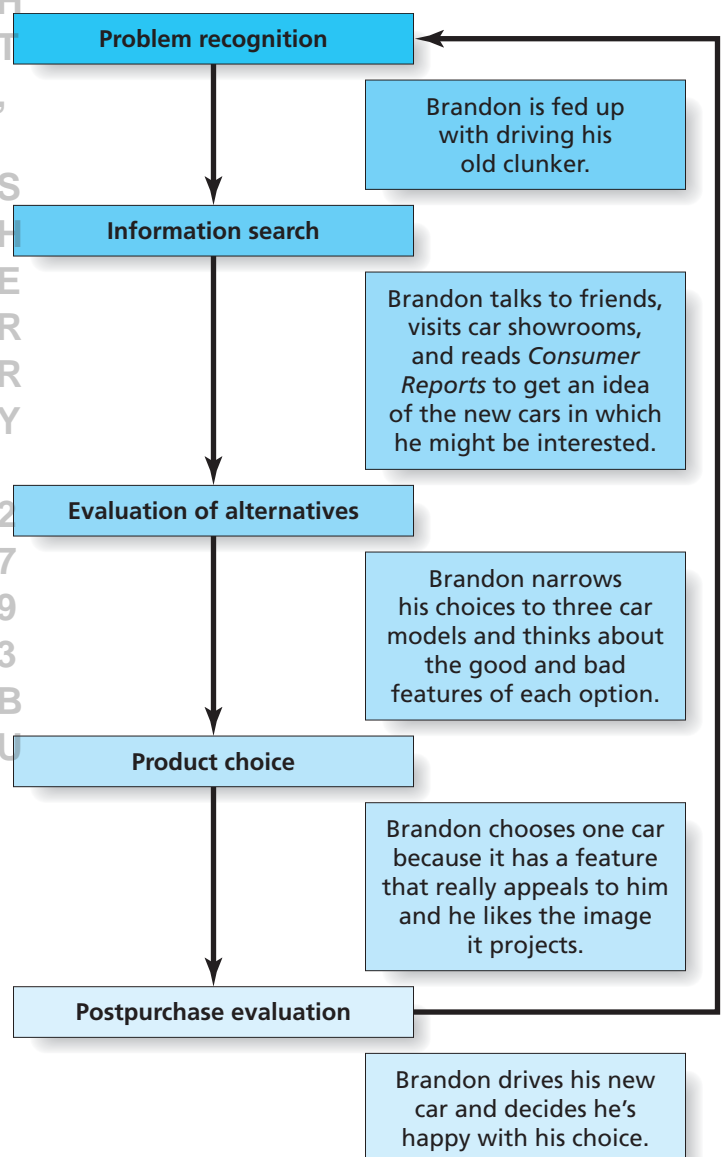 Problem recognition
Brandon is fed up
with driving his
old clunker.
Information search
Brandon talks to friends,
visits car showrooms,
and reads Consumer
Reports to get an idea
of the new cars in which
he might be interested.
Evaluation of alternatives
Brandon narrows
his choices to three car
models and thinks about
the good and bad
features of each option.
Product choice
Brandon chooses one car
because it has a feature
that really appeals to him
and he likes the image
it projects.
Postpurchase evaluation
Brandon drives his new
car and decides he's
happy with his choice.
H
T
,
S
H
E
R
R
Y
2
7
9
3
B
U